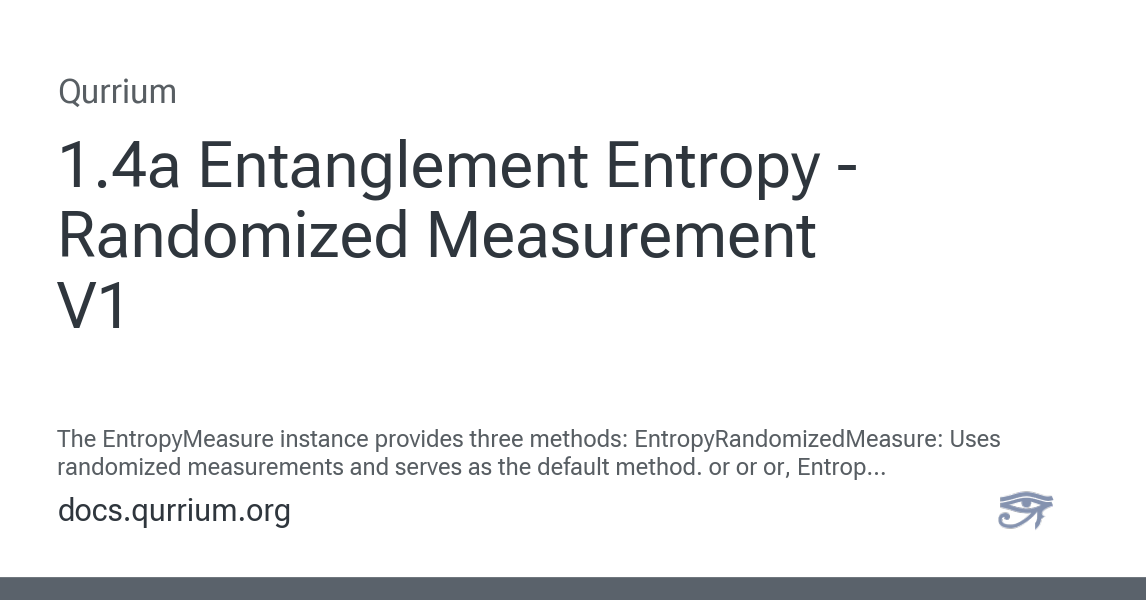 Qurrium
1.4a Entanglement Entropy -
Randomized Measurement
V1
The EntropyMeasure instance provides three methods: EntropyRandomizedMeasure: Uses
randomized measurements and serves as the default method. or or or, Entrop...
docs.qurrium.org